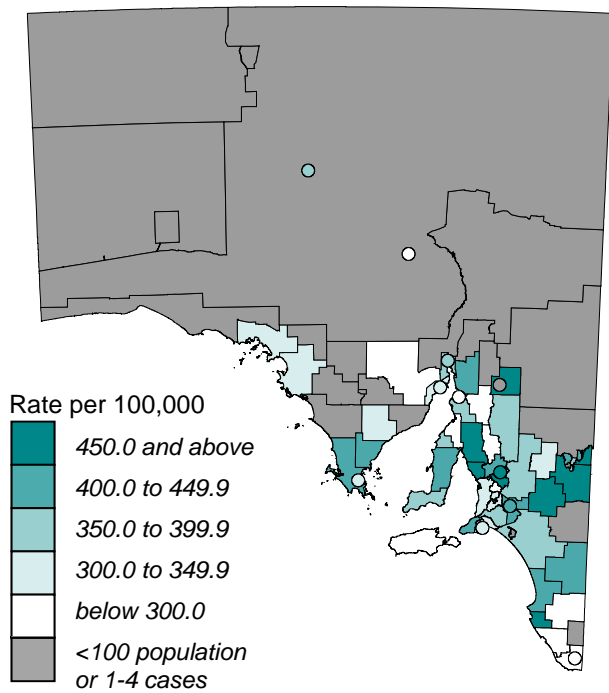 Rate per 100,000
450.0 and above
400.0 to 449.9
350.0 to 399.9
300.0 to 349.9
below 300.0
<100 population
or 1-4 cases